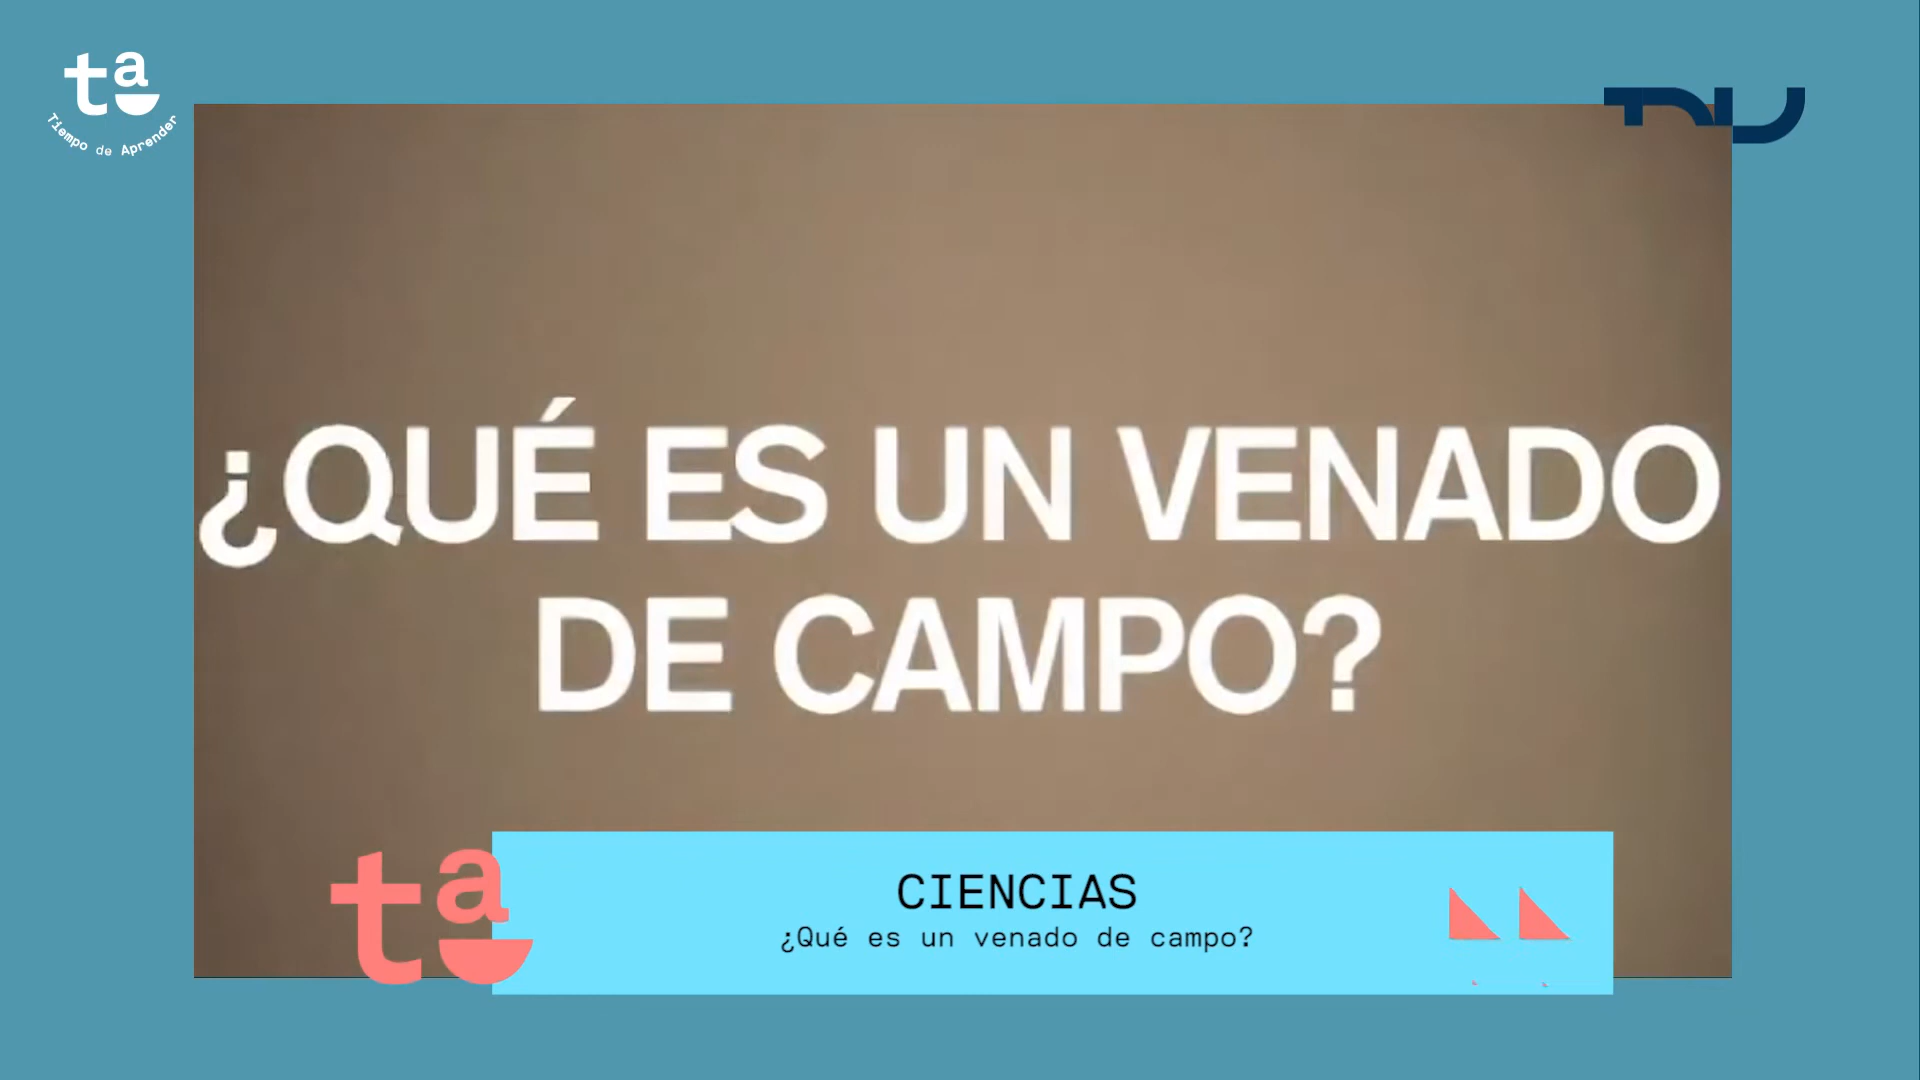 ta
Tiempo de Aprender
¿QUÉ ES UN VENADO
DE CAMPO?
ta
CIENCIAS
¿Qué es un venado de campo?